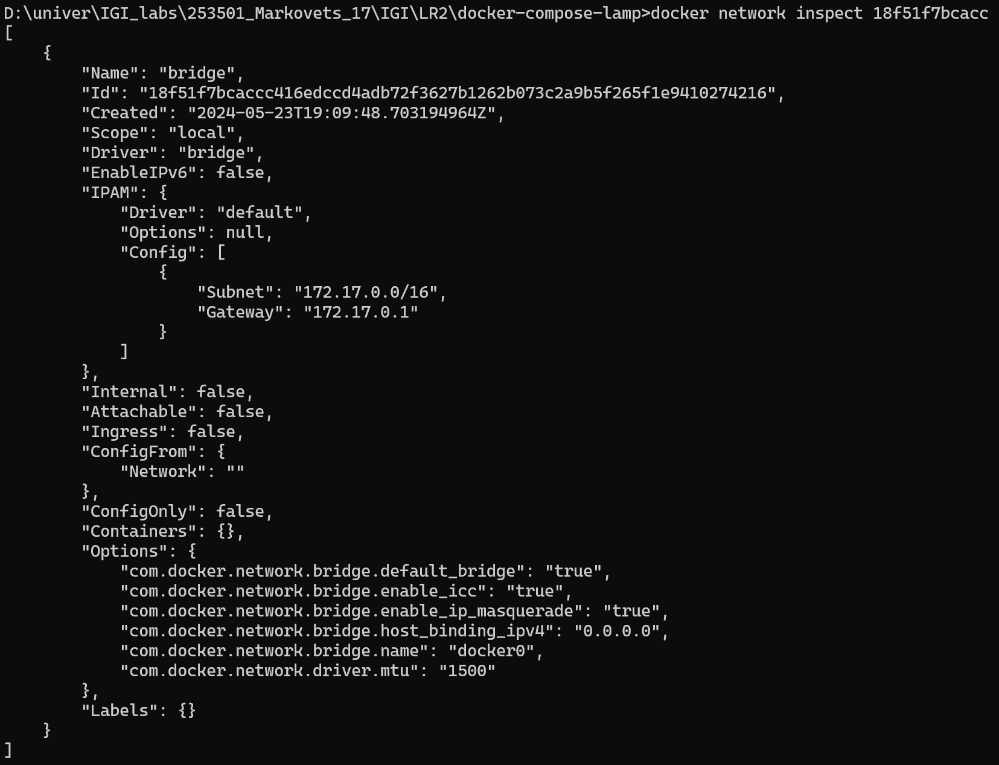 D:\univer\IGI_labs\253501_Markovets_17\IGI\LR2\docker-compose-lamp>docker network inspect 18f51f7bcacc
[
    {
        "Name": "bridge",
        "Id": "18f51f7bcaccc416edccd4adb72f3627b1262b073c2a9b5f265f1e9410274216",
        "Created": "2024-05-23T19:09:48.703194964Z",
        "Scope": "local",
        "Driver": "bridge",
        "EnableIPv6": false,
        "IPAM": {
            "Driver": "default",
            "Options": null,
            "Config": [
                {
                    "Subnet": "172.17.0.0/16",
                    "Gateway": "172.17.0.1"
                }
            ]
        },
        "Internal": false,
        "Attachable": false,
        "Ingress": false,
        "ConfigFrom": {
            "Network": ""
        },
        "ConfigOnly": false,
        "Containers": {},
        "Options": {
            "com.docker.network.bridge.default_bridge": "true",
            "com.docker.network.bridge.enable_icc": "true",
            "com.docker.network.bridge.enable_ip_masquerade": "true",
            "com.docker.network.bridge.host_binding_ipv4": "0.0.0.0",
            "com.docker.network.bridge.name": "docker0",
            "com.docker.network.driver.mtu": "1500"
        },
        "Labels": {}
    }
]